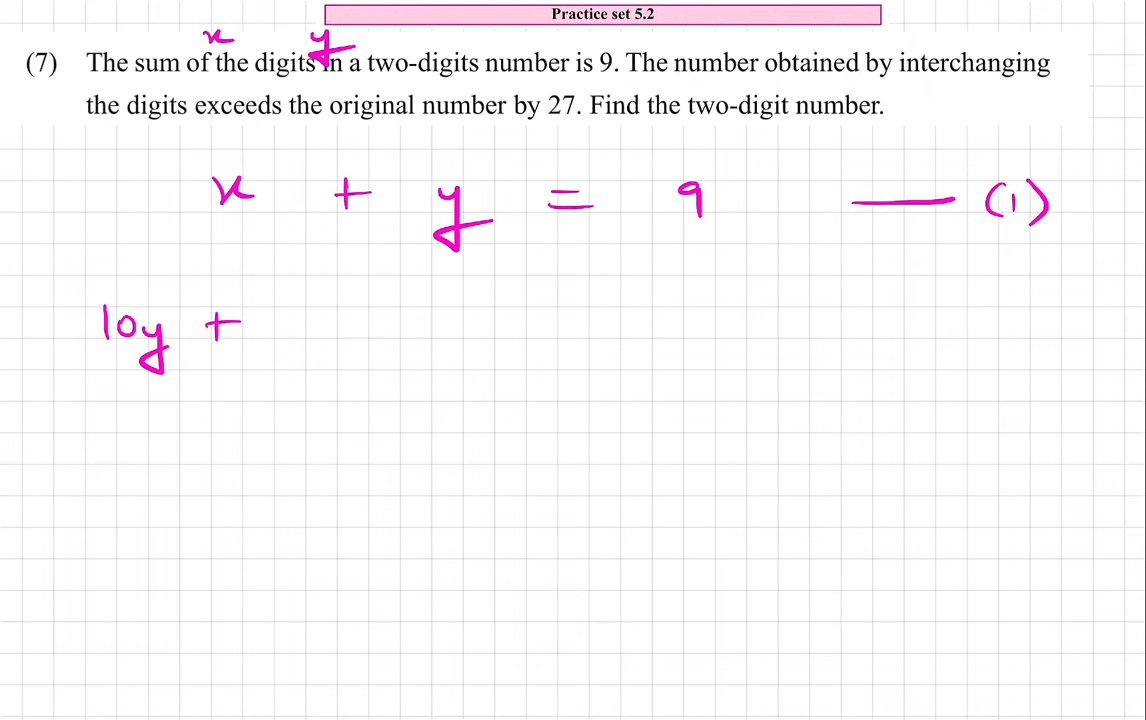 Practice set 5.2
x y
(7) The sum of the digits in a two-digits number is 9. The number obtained by interchanging
the digits exceeds the original number by 27. Find the two-digit number.
x + y = 9 — (1)
10y +